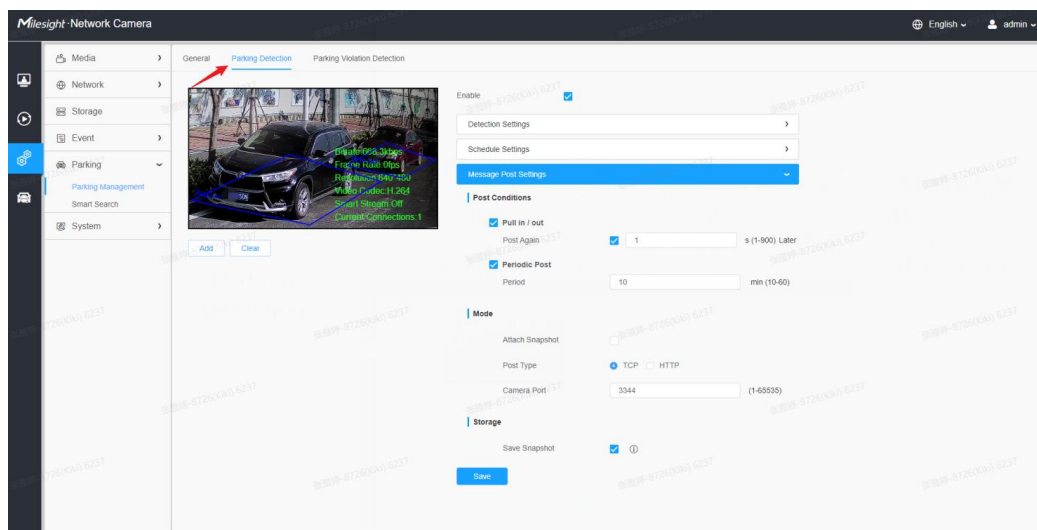 Milesight · Network Camera
English
admin
Media
Network
Storage
Event
Parking
Parking Management
Smart Search
System
General
Parking Detection
Parking Violation Detection
Bitrate:668.3kbps
Frame Rate:0fps
Resolution:640*480
Video Codec:H.264
Smart Stream:Off
Current Connections:1
Add
Clear
Enable
Detection Settings
Schedule Settings
Message Post Settings
Post Conditions
Pull in / out
Post Again 1 s (1-900) Later
Periodic Post
Period 10 min (10-60)
Mode
Attach Snapshot
Post Type TCP HTTP
Camera Port 3344 (1-65535)
Storage
Save Snapshot
Save